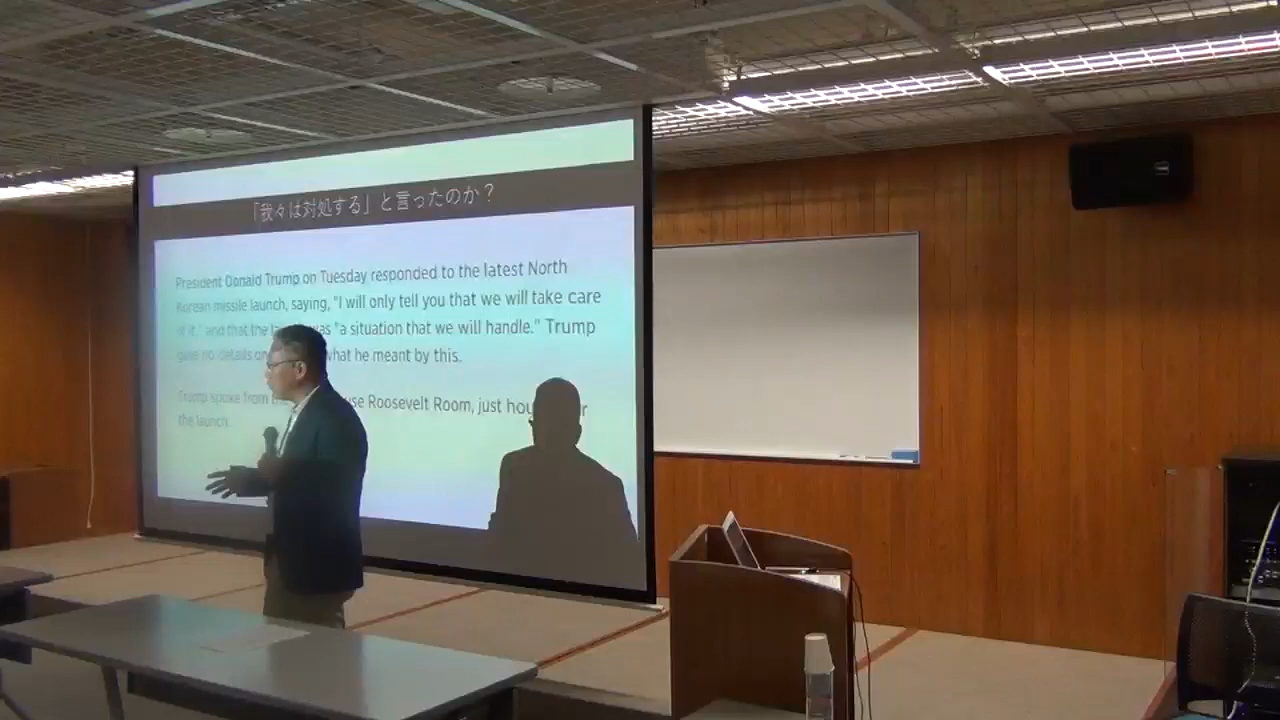 「我々は対処する」と言ったのか？
President Donald Trump on Tuesday responded to the latest North
Korean missile launch, saying, "I will only tell you that we will take care
of it," and that the was "a situation that we will handle." Trump
gave no details on what he meant by this.
Trump spoke from Roosevelt Room, just
the launch.